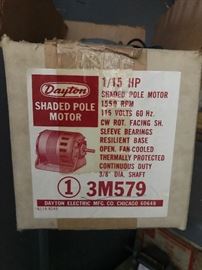 Dayton
SHADED POLE
MOTOR
1/15 HP
SHADED POLE MOTOR
1550 RPM
115 VOLTS 60 Hz.
CW ROT. FACING SH.
SLEEVE BEARINGS
RESILIENT BASE
OPEN, FAN COOLED
THERMALLY PROTECTED
CONTINUOUS DUTY
3/8" DIA. SHAFT
1 3M579
DAYTON ELECTRIC MFG. CO. CHICAGO 60648